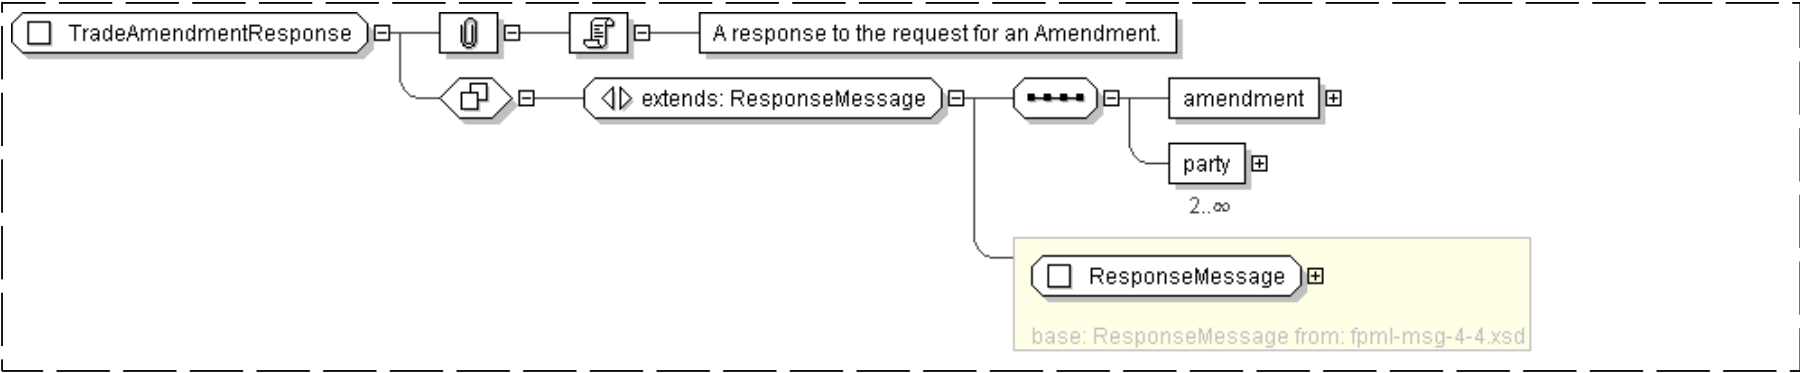 TradeAmendmentResponse
A response to the request for an Amendment.
extends: ResponseMessage
amendment
party
2..∞
ResponseMessage
base: ResponseMessage from: fpml-msg-4-4.xsd